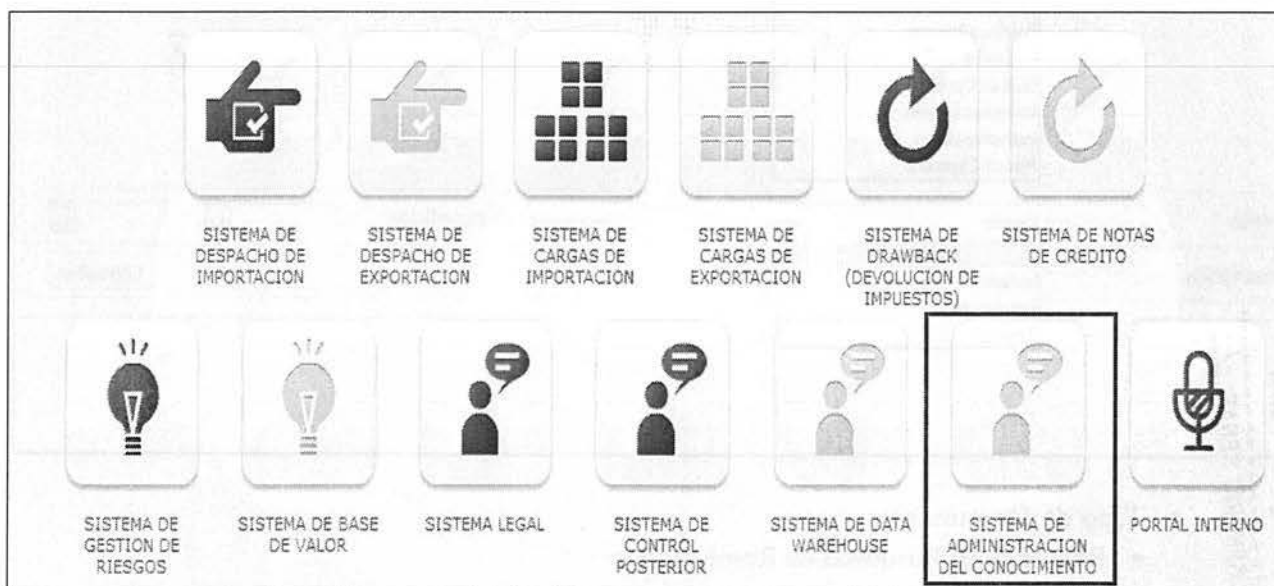 SISTEMA DE
DESPACHO DE
IMPORTACION
SISTEMA DE
DESPACHO DE
EXPORTACION
SISTEMA DE
CARGAS DE
IMPORTACION
SISTEMA DE
CARGAS DE
EXPORTACION
SISTEMA DE
DRAWBACK
(DEVOLUCION DE
IMPUESTOS)
SISTEMA DE NOTAS
DE CREDITO
SISTEMA DE
GESTION DE
RIESGOS
SISTEMA DE BASE
DE VALOR
SISTEMA LEGAL
SISTEMA DE
CONTROL
POSTERIOR
SISTEMA DE DATA
WAREHOUSE
SISTEMA DE
ADMINISTRACION
DEL CONOCIMIENTO
PORTAL INTERNO